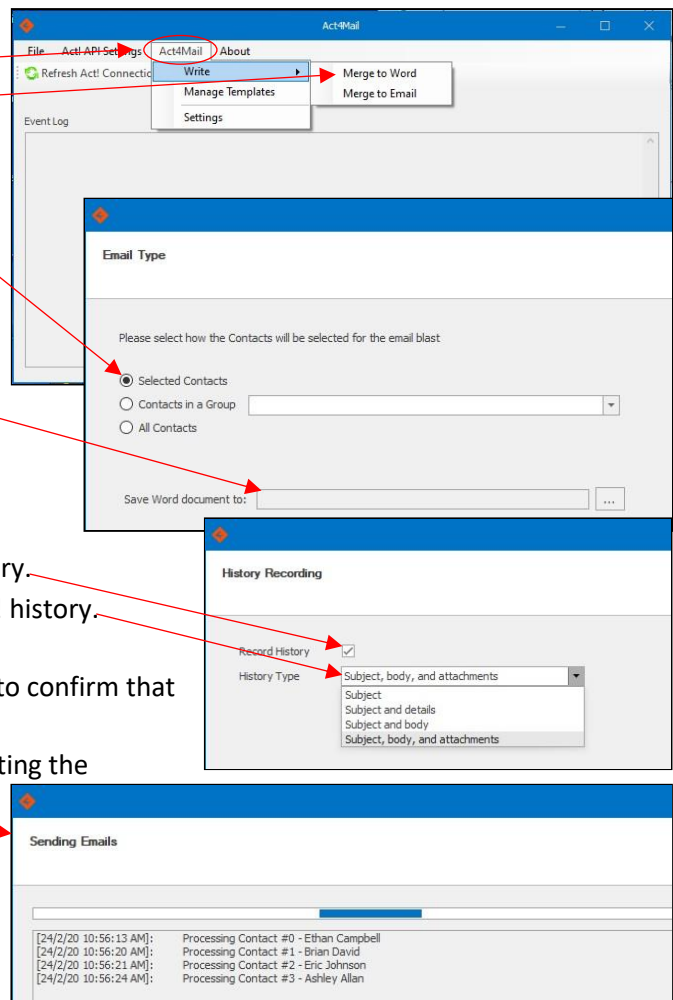 Act4Mail
File Act! API Settings Act4Mail About
Refresh Act! Connectio
Write
Merge to Word
Manage Templates
Merge to Email
Settings
Event Log
Email Type
Please select how the Contacts will be selected for the email blast
Selected Contacts
Contacts in a Group
All Contacts
Save Word document to:
...
ry.
history.
to confirm that
ting the
History Recording
Record History
History Type
Subject, body, and attachments
Subject
Subject and details
Subject and body
Subject, body, and attachments
Sending Emails
[24/2/20 10:56:13 AM]: Processing Contact #0 - Ethan Campbell
[24/2/20 10:56:20 AM]: Processing Contact #1 - Brian David
[24/2/20 10:56:21 AM]: Processing Contact #2 - Eric Johnson
[24/2/20 10:56:24 AM]: Processing Contact #3 - Ashley Allan